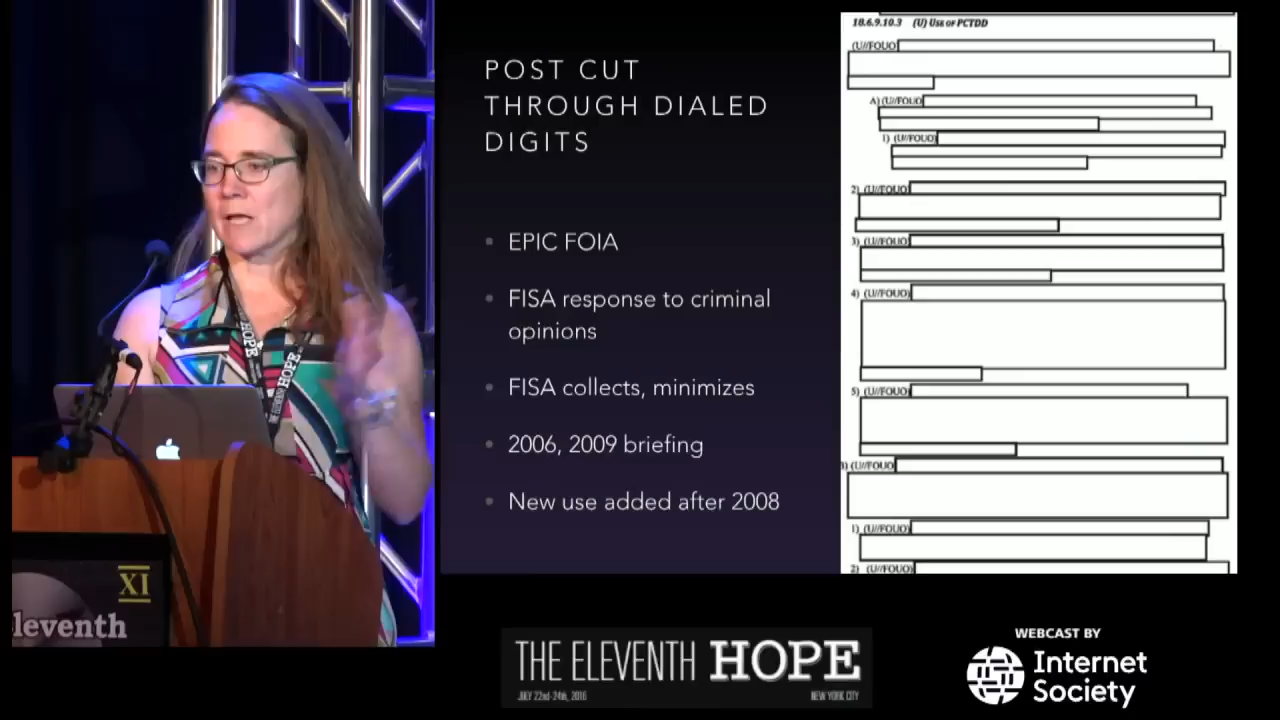 POST CUT
THROUGH DIALED
DIGITS
EPIC FOIA
FISA response to criminal
opinions
FISA collects, minimizes
2006, 2009 briefing
New use added after 2008
18.6.9.10.3 (U) USE OF PCTDD
(U//FOUO)
A) (U//FOUO)
1) (U//FOUO)
2) (U//FOUO)
3) (U//FOUO)
4) (U//FOUO)
5) (U//FOUO)
(U//FOUO)
1) (U//FOUO)
2) (U//FOUO)
HOPE
THE ELEVENTH HOPE
XI
leventh
THE ELEVENTH HOPE
JULY 22nd-24th, 2016 NEW YORK CITY
WEBCAST BY
Internet
Society